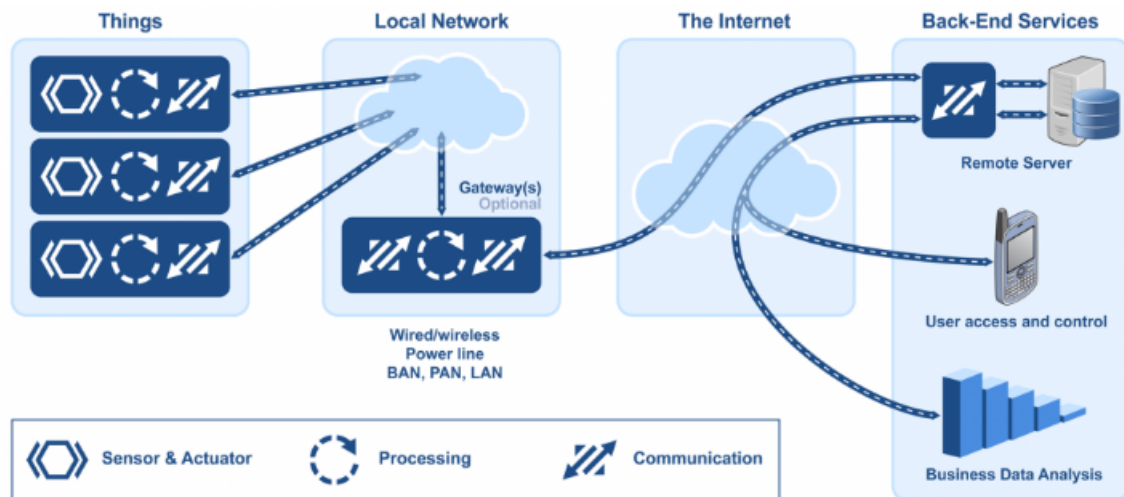 Things
Local Network
The Internet
Back-End Services
Gateway(s)
Optional
Wired/wireless
Power line
BAN, PAN, LAN
Remote Server
User access and control
Business Data Analysis
Sensor & Actuator
Processing
Communication